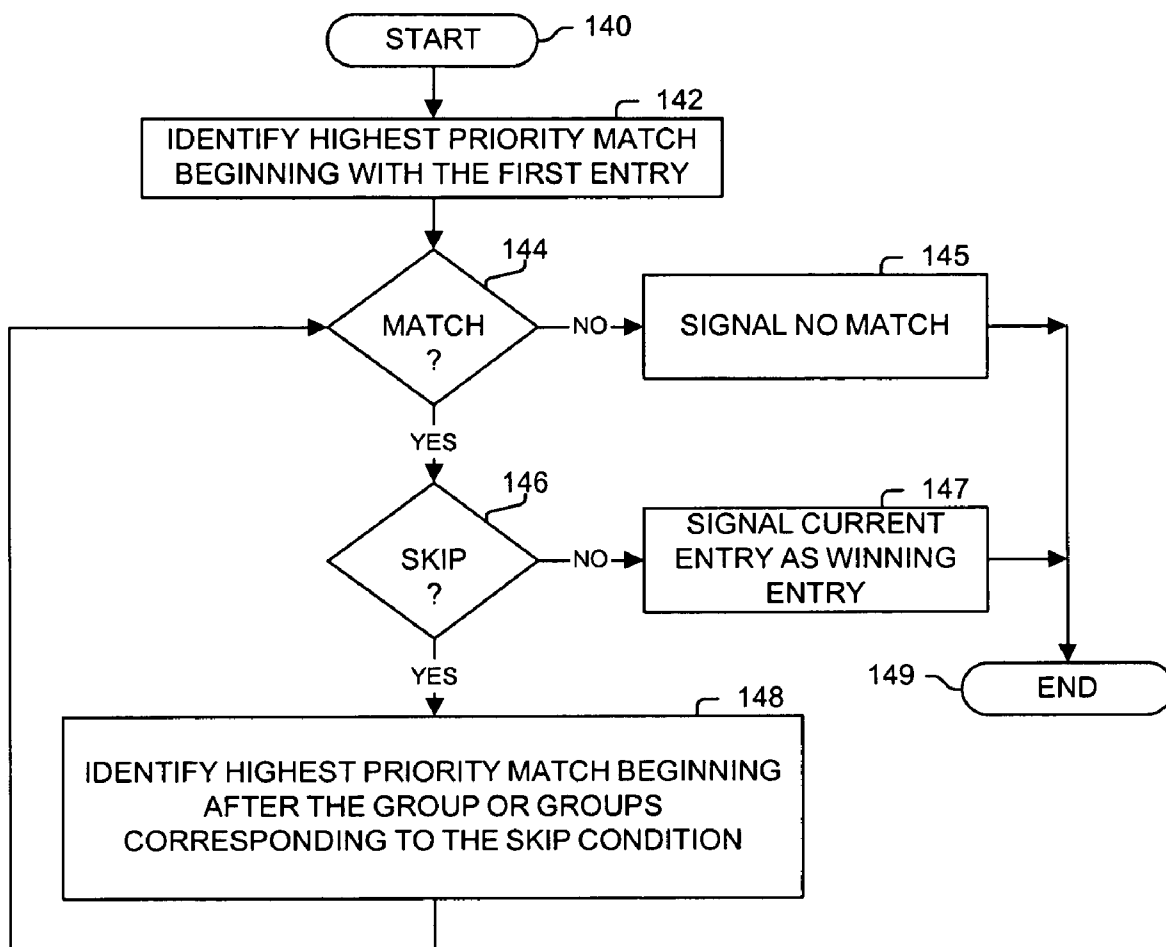 START
140
142
IDENTIFY HIGHEST PRIORITY MATCH
BEGINNING WITH THE FIRST ENTRY
144
MATCH
?
NO
145
SIGNAL NO MATCH
YES
146
SKIP
?
NO
147
SIGNAL CURRENT
ENTRY AS WINNING
ENTRY
YES
149
END
148
IDENTIFY HIGHEST PRIORITY MATCH BEGINNING
AFTER THE GROUP OR GROUPS
CORRESPONDING TO THE SKIP CONDITION